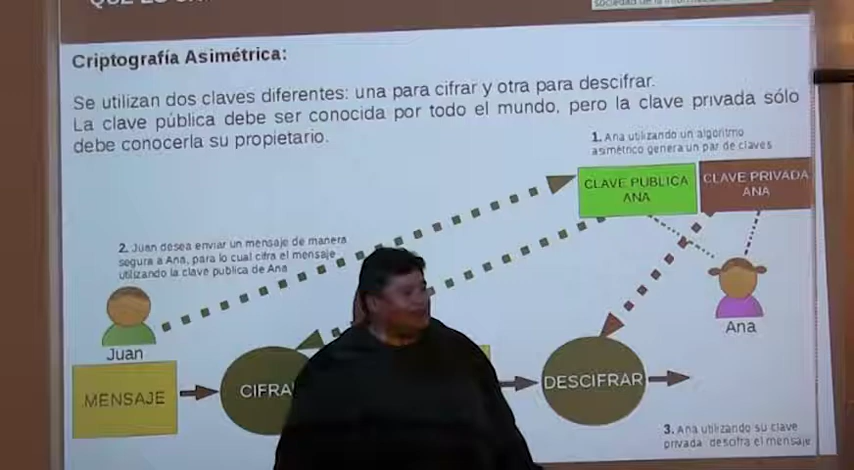 Criptografía Asimétrica:
Se utilizan dos claves diferentes: una para cifrar y otra para descifrar.
La clave pública debe ser conocida por todo el mundo, pero la clave privada sólo
debe conocerla su propietario.
1. Ana utilizando un algoritmo
asimétrico genera un par de claves
CLAVE PUBLICA
ANA
CLAVE PRIVADA
ANA
2. Juan desea enviar un mensaje de manera
segura a Ana, para lo cual cifra el mensaje
utilizando la clave publica de Ana
Juan
Ana
MENSAJE
CIFRA
DESCIFRAR
3. Ana utilizando su clave
privada descifra el mensaje